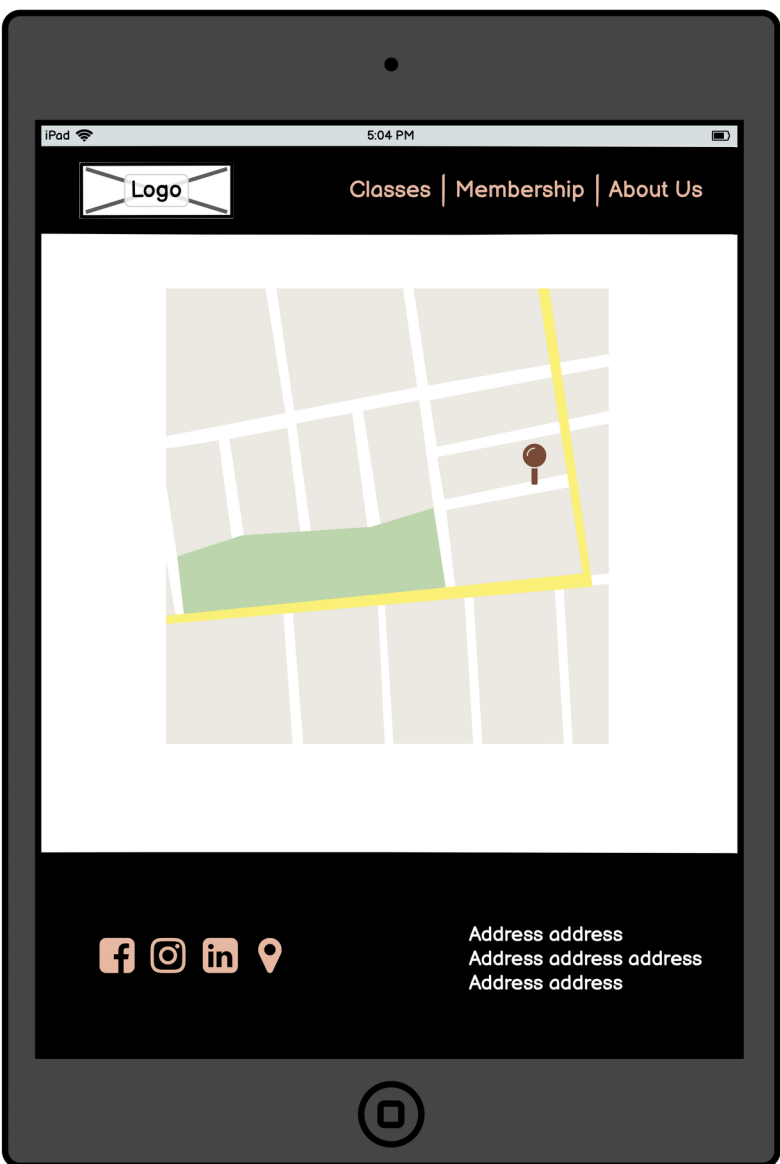 iPad
5:04 PM
Logo
Classes | Membership | About Us
Address address
Address address address
Address address